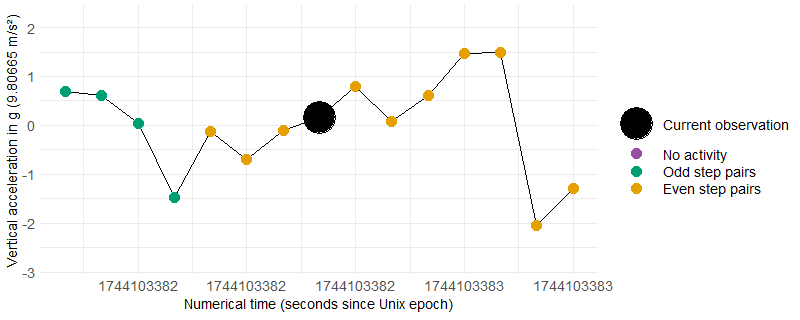 Vertical acceleration in g (9.80665 m/s²)
2
1
0
-1
-2
-3
1744103382
1744103382
1744103382
1744103383
1744103383
Numerical time (seconds since Unix epoch)
Current observation
No activity
Odd step pairs
Even step pairs